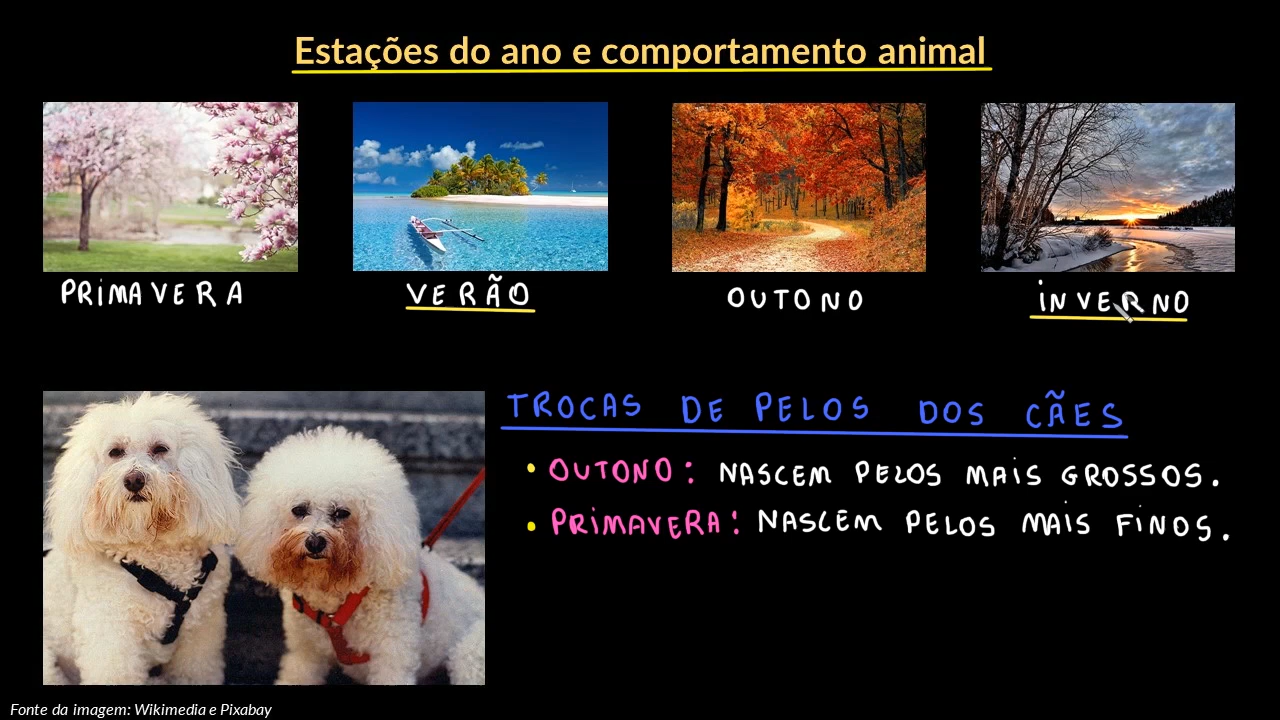 Estações do ano e comportamento animal
PRIMAVERA
VERÃO
OUTONO
INVERNO
TROCAS DE PELOS DOS CÃES
• OUTONO: NASCEM PELOS MAIS GROSSOS.
• PRIMAVERA: NASCEM PELOS MAIS FINOS.
Fonte da imagem: Wikimedia e Pixabay